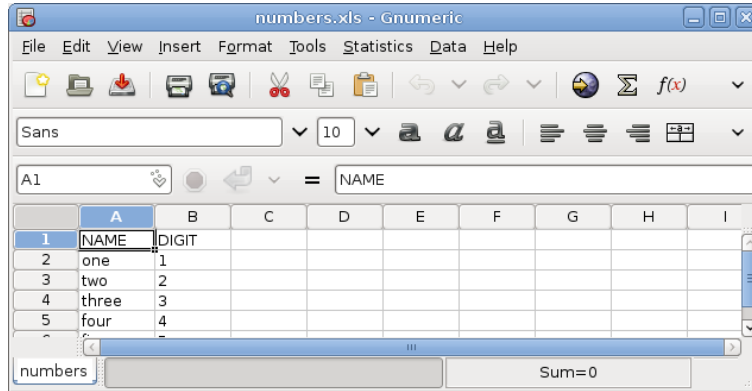 numbers.xls - Gnumeric
File Edit View Insert Format Tools Statistics Data Help
f(x)
Sans 10 a a a
A1 = NAME
A B C D E F G H I
1 NAME DIGIT
2 one 1
3 two 2
4 three 3
5 four 4
numbers Sum=0